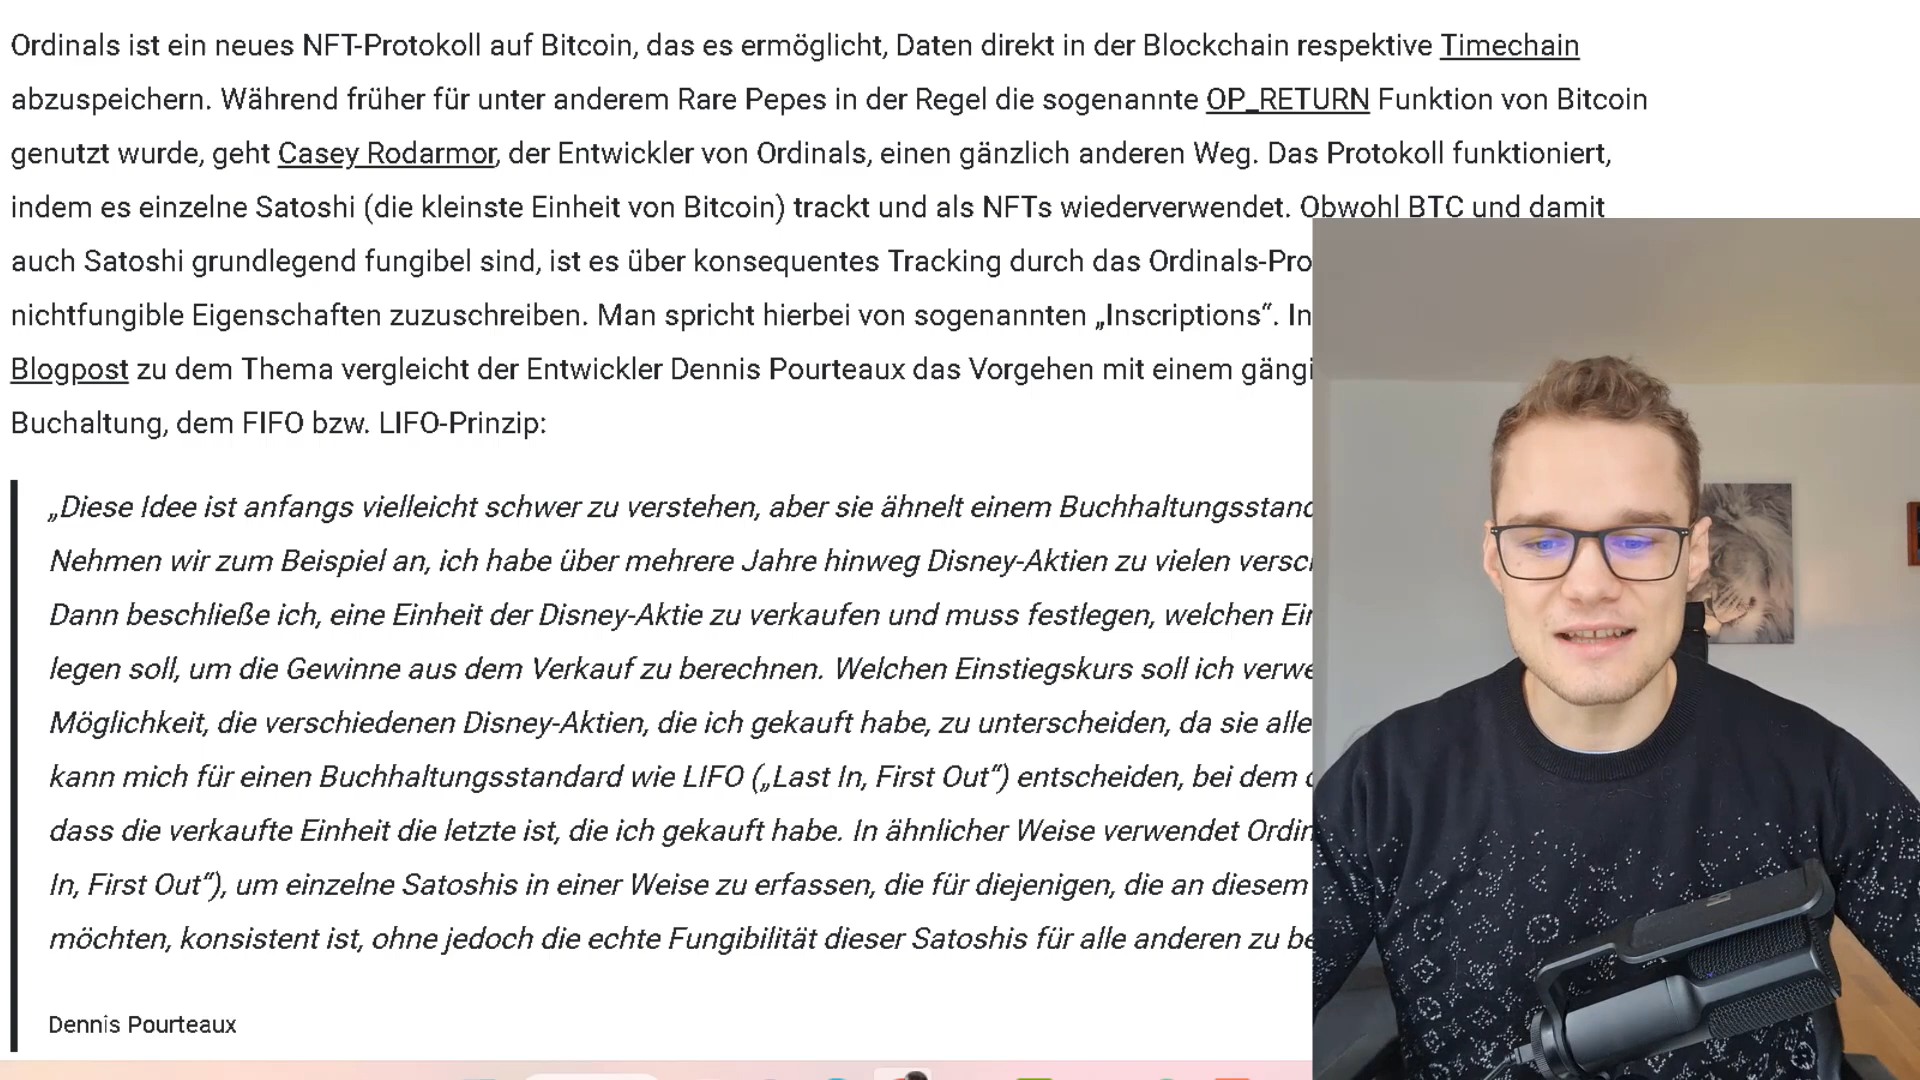 Ordinals ist ein neues NFT-Protokoll auf Bitcoin, das es ermöglicht, Daten direkt in der Blockchain respektive Timechain
abzuspeichern. Während früher für unter anderem Rare Pepes in der Regel die sogenannte OP_RETURN Funktion von Bitcoin
genutzt wurde, geht Casey Rodarmor, der Entwickler von Ordinals, einen gänzlich anderen Weg. Das Protokoll funktioniert,
indem es einzelne Satoshi (die kleinste Einheit von Bitcoin) trackt und als NFTs wiederverwendet. Obwohl BTC und damit
auch Satoshi grundlegend fungibel sind, ist es über konsequentes Tracking durch das Ordinals-Pro
nichtfungible Eigenschaften zuzuschreiben. Man spricht hierbei von sogenannten „Inscriptions“. In
Blogpost zu dem Thema vergleicht der Entwickler Dennis Pourteaux das Vorgehen mit einem gängi
Buchaltung, dem FIFO bzw. LIFO-Prinzip:
„Diese Idee ist anfangs vielleicht schwer zu verstehen, aber sie ähnelt einem Buchhaltungsstand
Nehmen wir zum Beispiel an, ich habe über mehrere Jahre hinweg Disney-Aktien zu vielen versc
Dann beschließe ich, eine Einheit der Disney-Aktie zu verkaufen und muss festlegen, welchen Ein
legen soll, um die Gewinne aus dem Verkauf zu berechnen. Welchen Einstiegskurs soll ich verwe
Möglichkeit, die verschiedenen Disney-Aktien, die ich gekauft habe, zu unterscheiden, da sie alle
kann mich für einen Buchhaltungsstandard wie LIFO („Last In, First Out“) entscheiden, bei dem
dass die verkaufte Einheit die letzte ist, die ich gekauft habe. In ähnlicher Weise verwendet Ordin
In, First Out“), um einzelne Satoshis in einer Weise zu erfassen, die für diejenigen, die an diesem
möchten, konsistent ist, ohne jedoch die echte Fungibilität dieser Satoshis für alle anderen zu be
Dennis Pourteaux